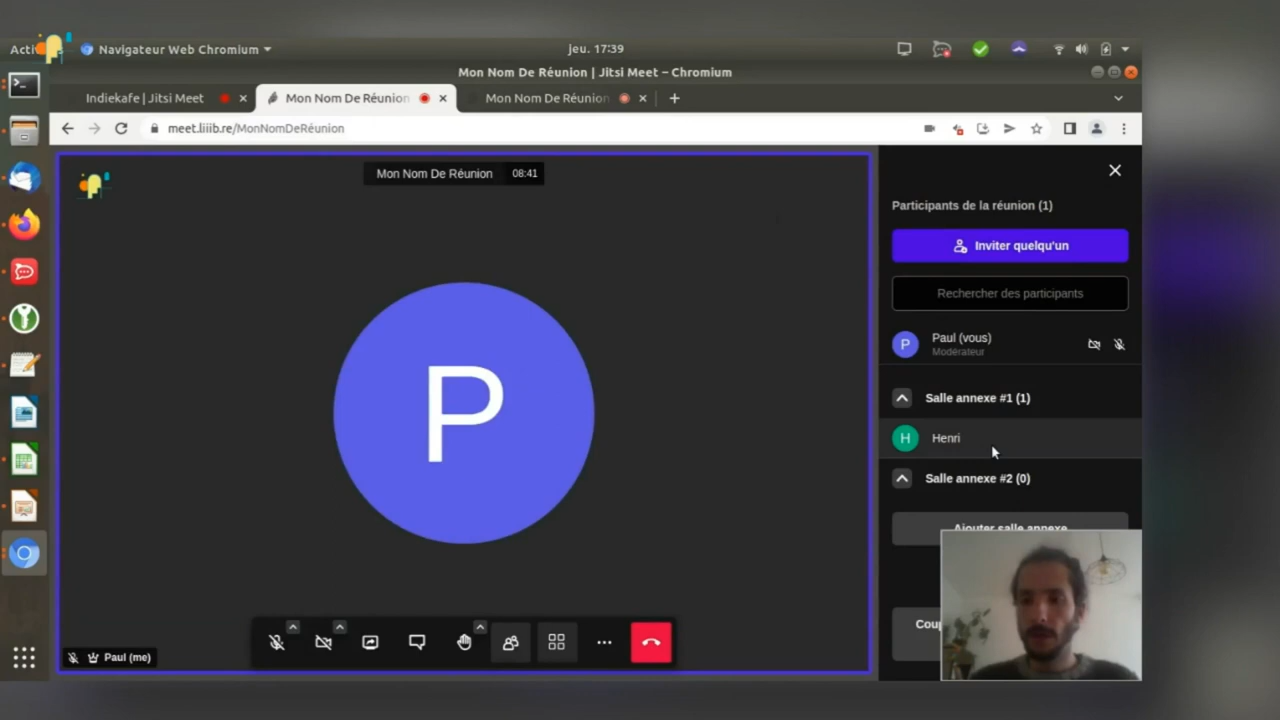 Acti
Navigateur Web Chromium
jeu. 17:39
Mon Nom De Réunion | Jitsi Meet – Chromium
Indiekafe | Jitsi Meet
Mon Nom De Réunion
Mon Nom De Réunion
meet.liiib.re/MonNomDeRéunion
Mon Nom De Réunion 08:41
Participants de la réunion (1)
Inviter quelqu'un
Rechercher des participants
P
Paul (vous)
Modérateur
Salle annexe #1 (1)
H
Henri
Salle annexe #2 (0)
Ajouter salle annexe
Coup
P
Paul (me)